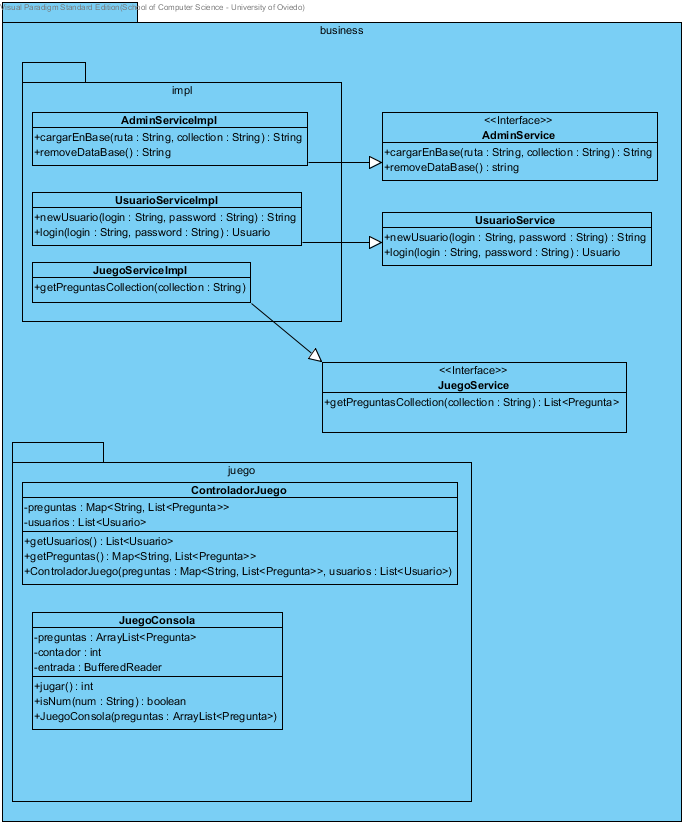 Visual Paradigm Standard Edition(School of Computer Science - University of Oviedo)
business
impl
AdminServiceImpl
+cargarEnBase(ruta : String, collection : String) : String
+removeDataBase() : String
<<Interface>>
AdminService
+cargarEnBase(ruta : String, collection : String) : String
+removeDataBase() : string
UsuarioServiceImpl
+newUsuario(login : String, password : String) : String
+login(login : String, password : String) : Usuario
UsuarioService
+newUsuario(login : String, password : String) : String
+login(login : String, password : String) : Usuario
JuegoServiceImpl
+getPreguntasCollection(collection : String)
<<Interface>>
JuegoService
+getPreguntasCollection(collection : String) : List<Pregunta>
juego
ControladorJuego
-preguntas : Map<String, List<Pregunta>>
-usuarios : List<Usuario>
+getUsuarios() : List<Usuario>
+getPreguntas() : Map<String, List<Pregunta>>
+ControladorJuego(preguntas : Map<String, List<Pregunta>>, usuarios : List<Usuario>)
JuegoConsola
-preguntas : ArrayList<Pregunta>
-contador : int
-entrada : BufferedReader
+jugar() : int
+isNum(num : String) : boolean
+JuegoConsola(preguntas : ArrayList<Pregunta>)